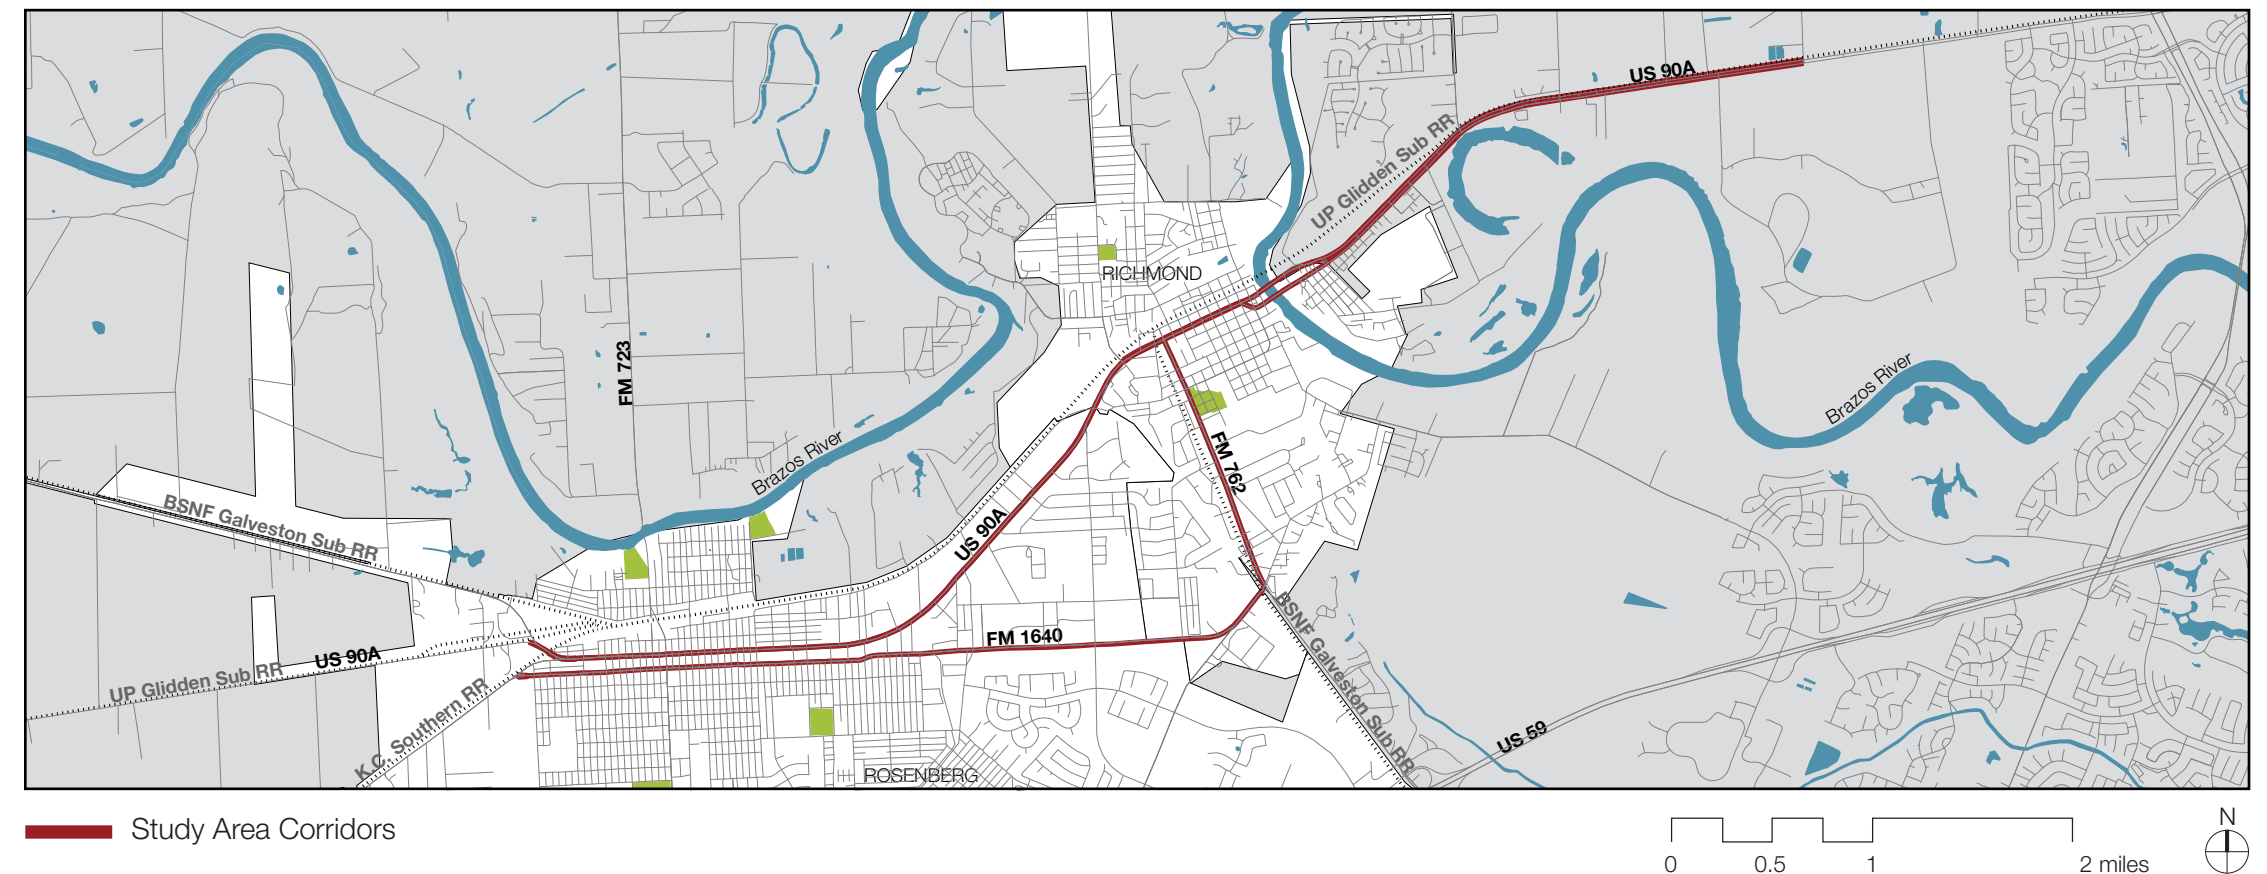 US 90A
UP Glidden Sub RR
RICHMOND
FM 723
Brazos River
Brazos River
FM 762
BSNF Galveston Sub RR
US 90A
BSNF Galveston Sub RR
FM 1640
US 90A
UP Glidden Sub RR
K.C. Southern RR
US 59
ROSENBERG
Study Area Corridors
0
0.5
1
2 miles
N